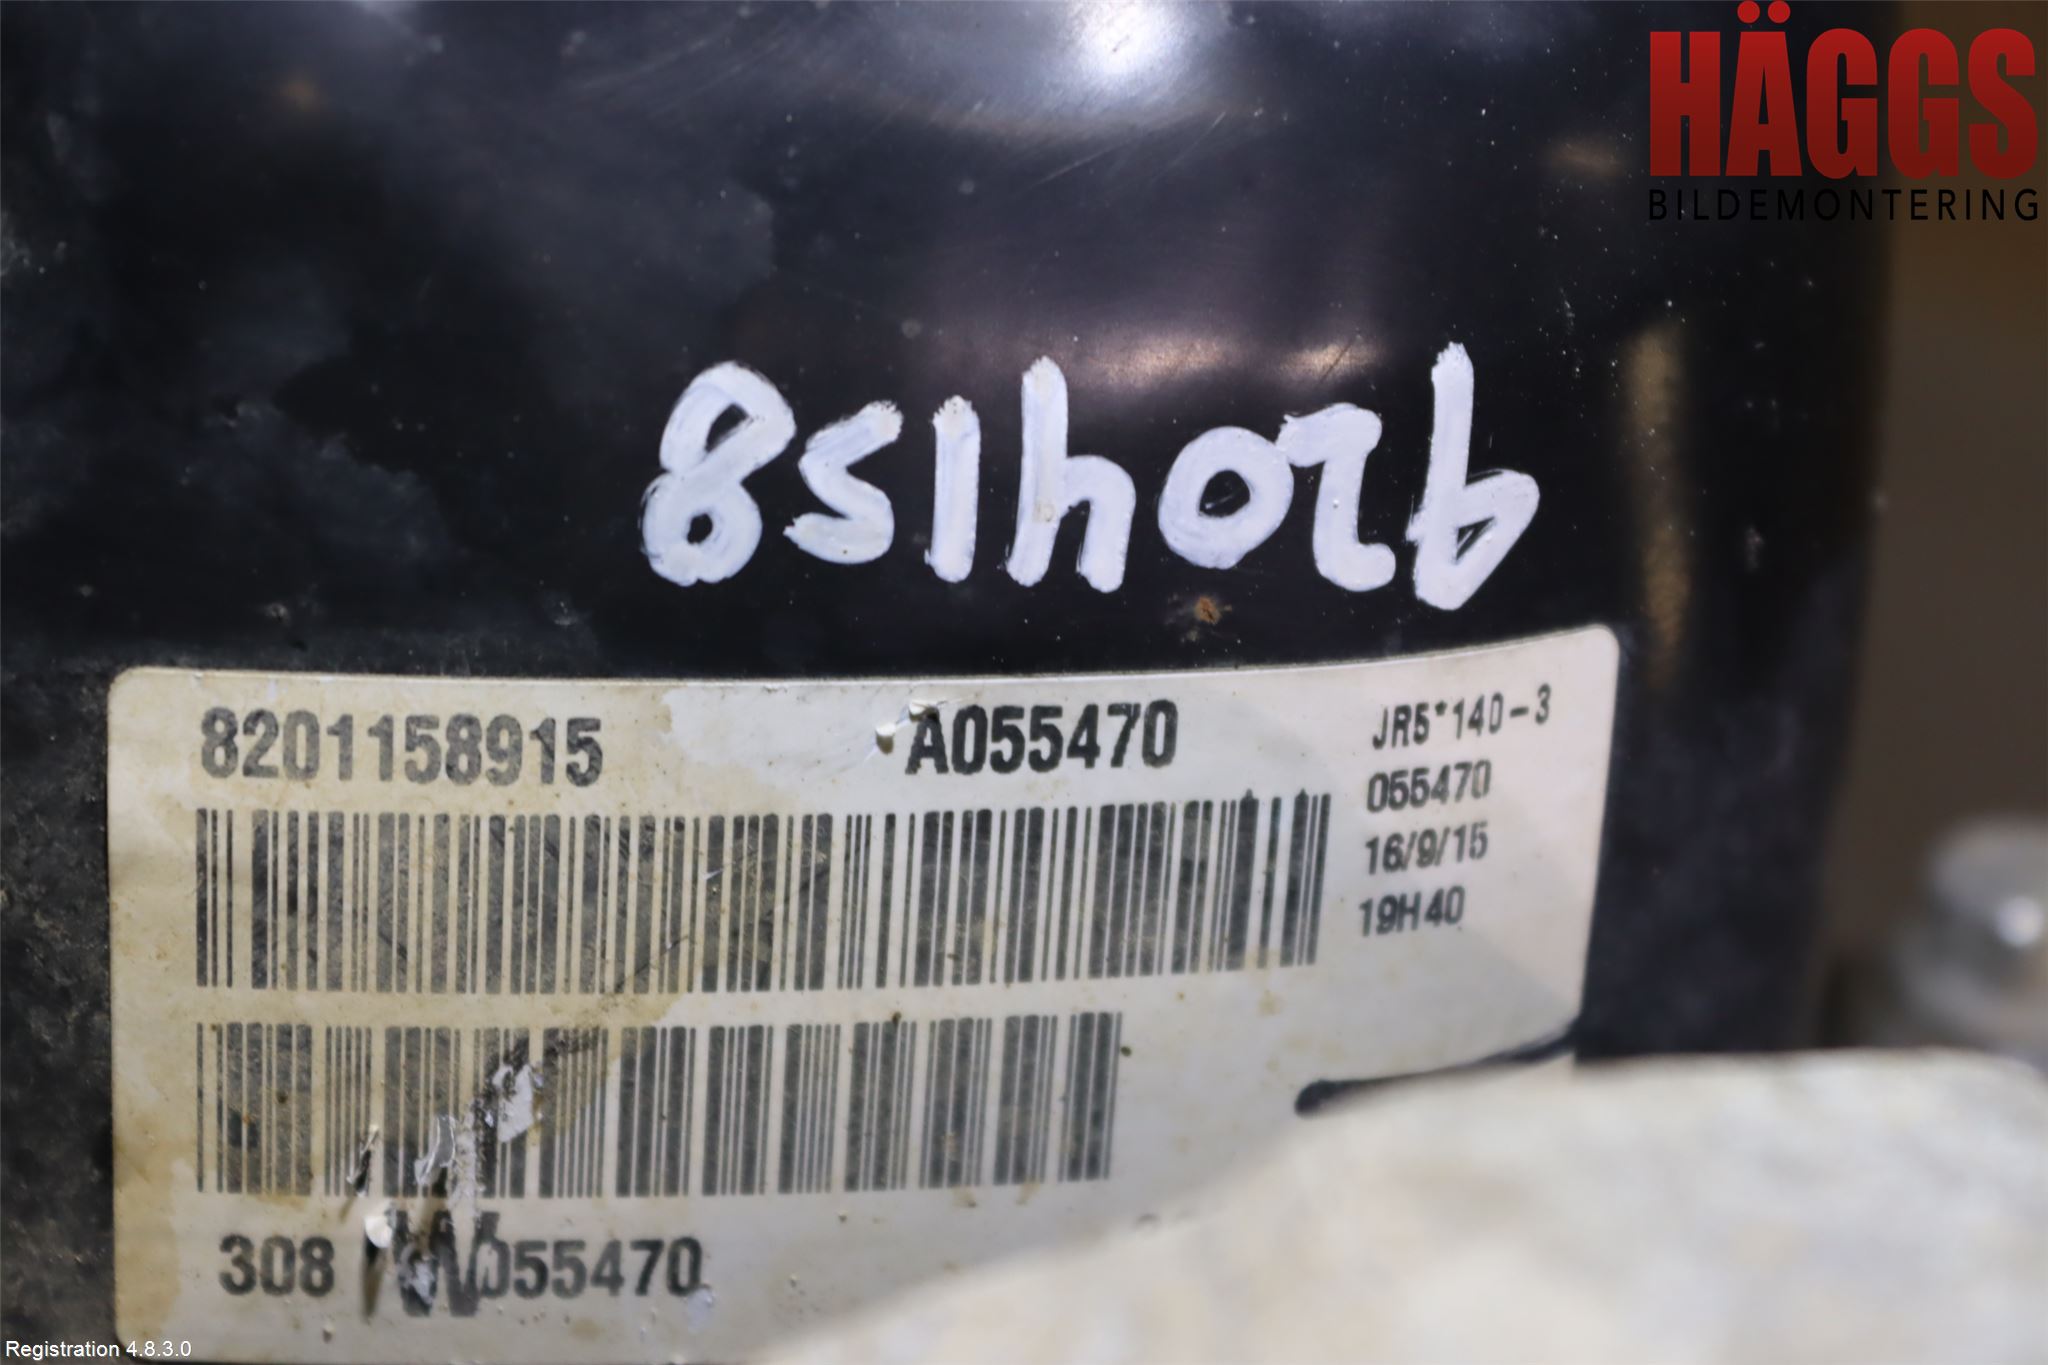 HÄGGS
BILDEMONTERING
9204158
8201158915 A055470
JR5*140-3
055470
16/9/15
19H40
308 055470
Registration 4.8.3.0